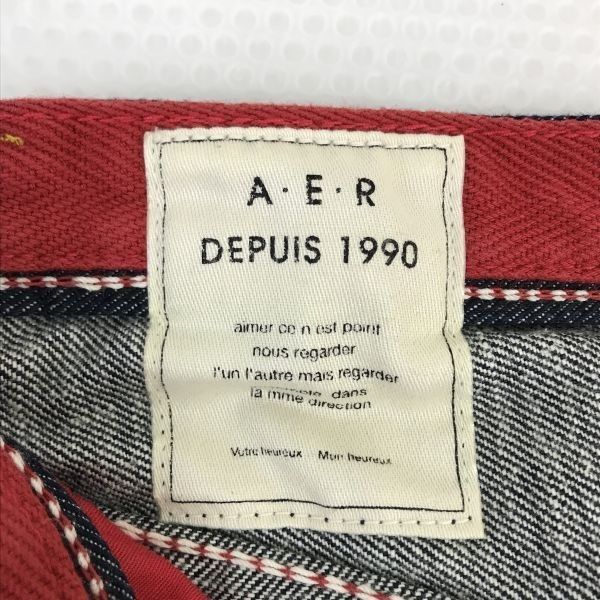 A·E·R
DEPUIS 1990
aimer ce n est point
nous regarder
l'un l'autre mais regarder
dans
la mme direction
Votre heureux Mon heureux